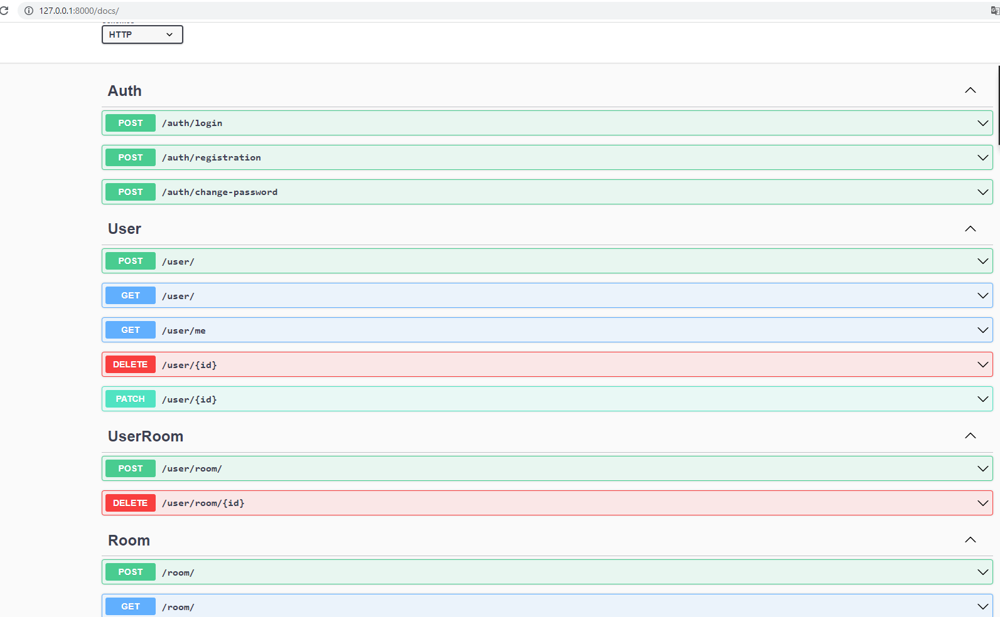 127.0.0.1:8000/docs/
HTTP
Auth
POST /auth/login
POST /auth/registration
POST /auth/change-password
User
POST /user/
GET /user/
GET /user/me
DELETE /user/{id}
PATCH /user/{id}
UserRoom
POST /user/room/
DELETE /user/room/{id}
Room
POST /room/
GET /room/